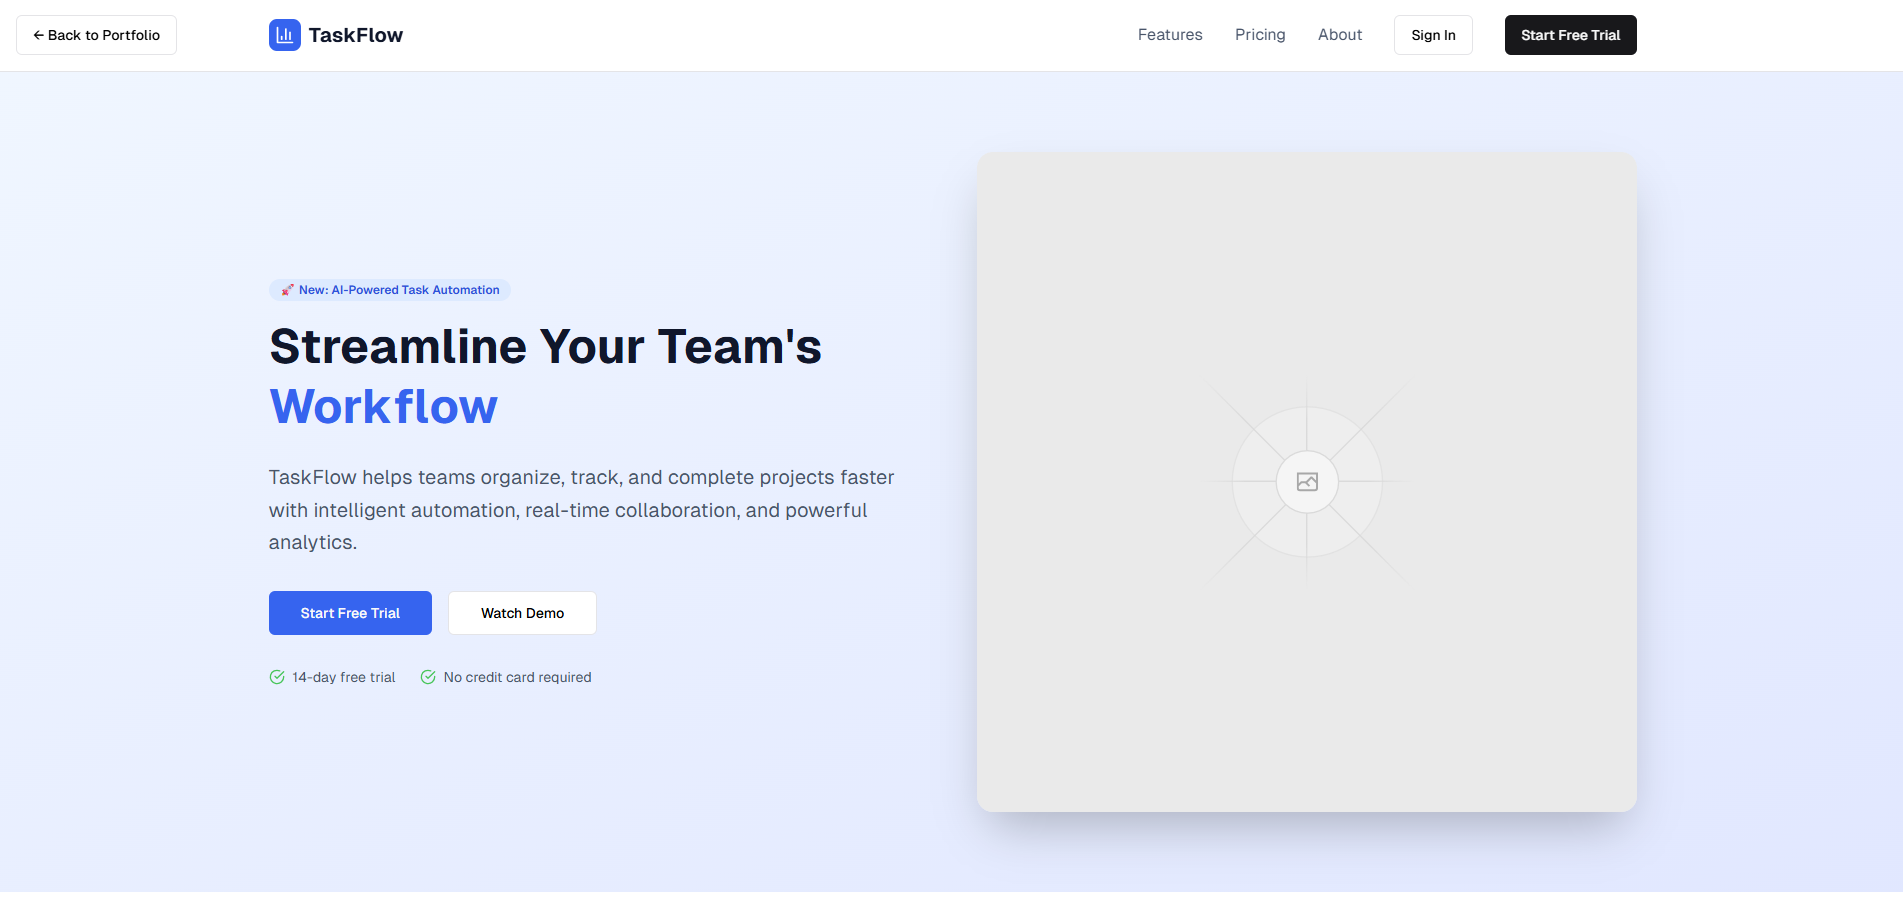 ← Back to Portfolio
TaskFlow
Features
Pricing
About
Sign In
Start Free Trial
🚀 New: AI-Powered Task Automation
Streamline Your Team's
Workflow
TaskFlow helps teams organize, track, and complete projects faster
with intelligent automation, real-time collaboration, and powerful
analytics.
Start Free Trial
Watch Demo
14-day free trial
No credit card required